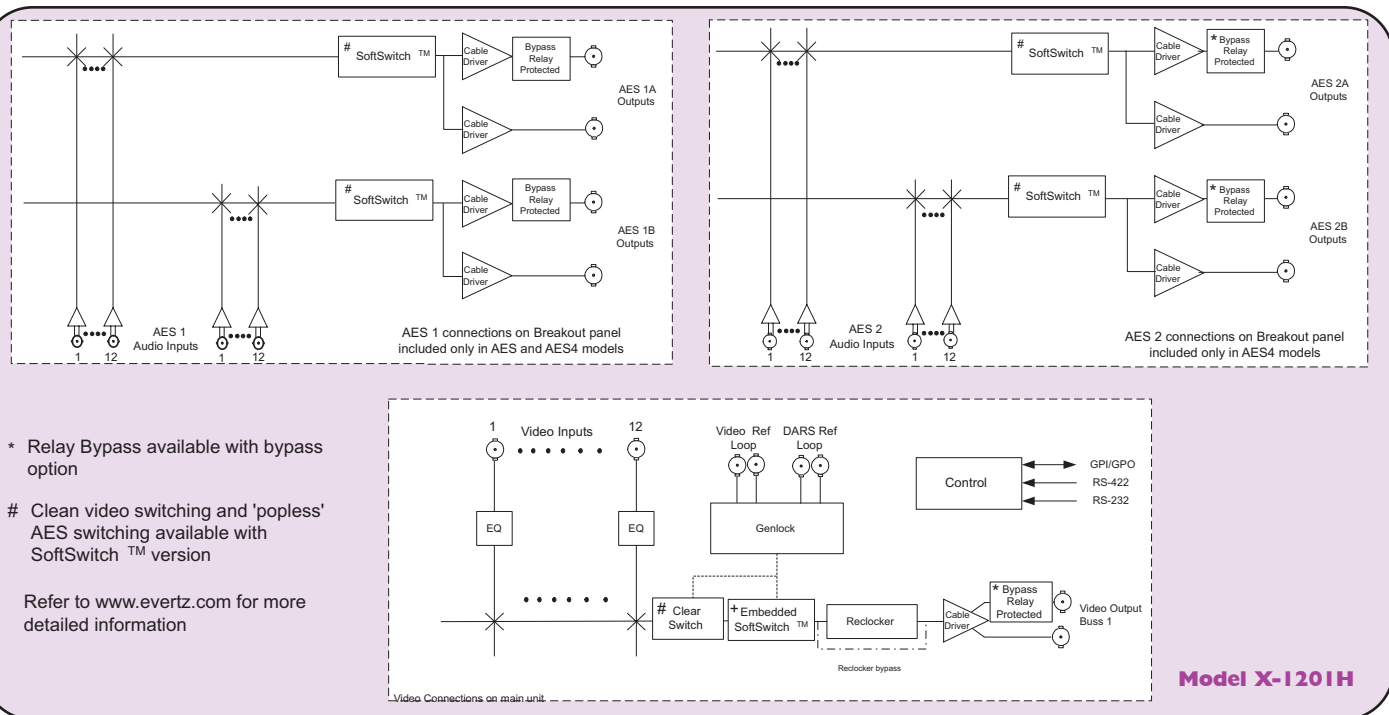 # SoftSwitch TM
Cable Driver
Bypass Relay Protected
Cable Driver
AES 1A Outputs
# SoftSwitch TM
Cable Driver
Bypass Relay Protected
Cable Driver
AES 1B Outputs
AES 1 Audio Inputs
1
12
1
12
AES 1 connections on Breakout panel
included only in AES and AES4 models
# SoftSwitch TM
Cable Driver
* Bypass Relay Protected
Cable Driver
AES 2A Outputs
# SoftSwitch TM
Cable Driver
* Bypass Relay Protected
Cable Driver
AES 2B Outputs
AES 2 Audio Inputs
1
12
1
12
AES 2 connections on Breakout panel
included only in AES4 models
* Relay Bypass available with bypass
option
# Clean video switching and 'popless'
AES switching available with
SoftSwitch TM version
Refer to www.evertz.com for more
detailed information
1
Video Inputs
12
Video Ref Loop
DARS Ref Loop
EQ
EQ
Genlock
Control
GPI/GPO
RS-422
RS-232
# Clear Switch
+ Embedded SoftSwitch TM
Reclocker
Reclocker bypass
Cable Driver
* Bypass Relay Protected
Video Output Buss 1
Video Connections on main unit
Model X-1201H